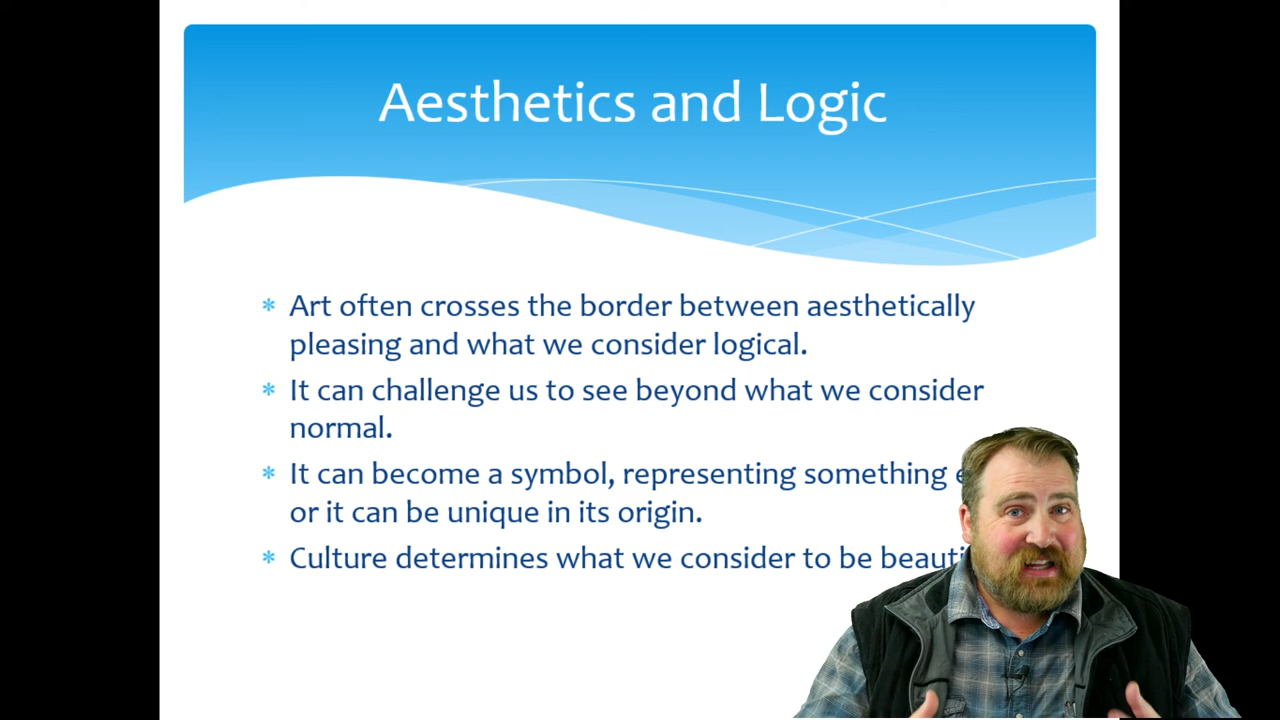 Aesthetics and Logic
* Art often crosses the border between aesthetically
pleasing and what we consider logical.
* It can challenge us to see beyond what we consider
normal.
* It can become a symbol, representing something
or it can be unique in its origin.
* Culture determines what we consider to be